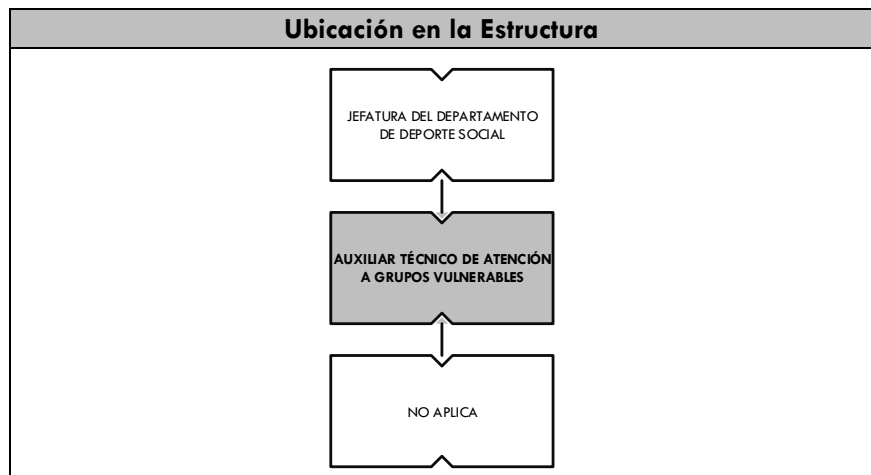 Ubicación en la Estructura
JEFATURA DEL DEPARTAMENTO
DE DEPORTE SOCIAL
AUXILIAR TÉCNICO DE ATENCIÓN
A GRUPOS VULNERABLES
NO APLICA